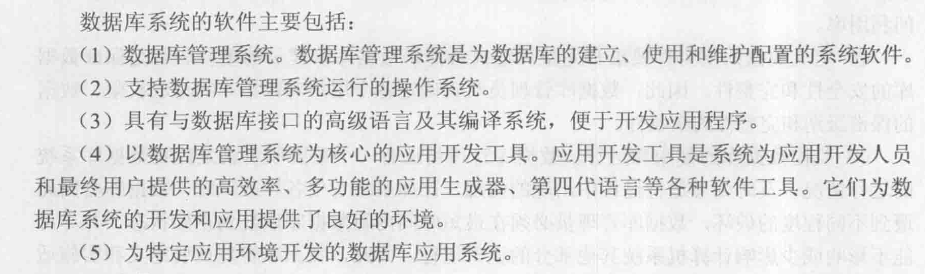 数据库系统的软件主要包括：
（1）数据库管理系统。数据库管理系统是为数据库的建立、使用和维护配置的系统软件。
（2）支持数据库管理系统运行的操作系统。
（3）具有与数据库接口的高级语言及其编译系统，便于开发应用程序。
（4）以数据库管理系统为核心的应用开发工具。应用开发工具是系统为应用开发人员
和最终用户提供的高效率、多功能的应用生成器、第四代语言等各种软件工具。它们为数
据库系统的开发和应用提供了良好的环境。
（5）为特定应用环境开发的数据库应用系统。